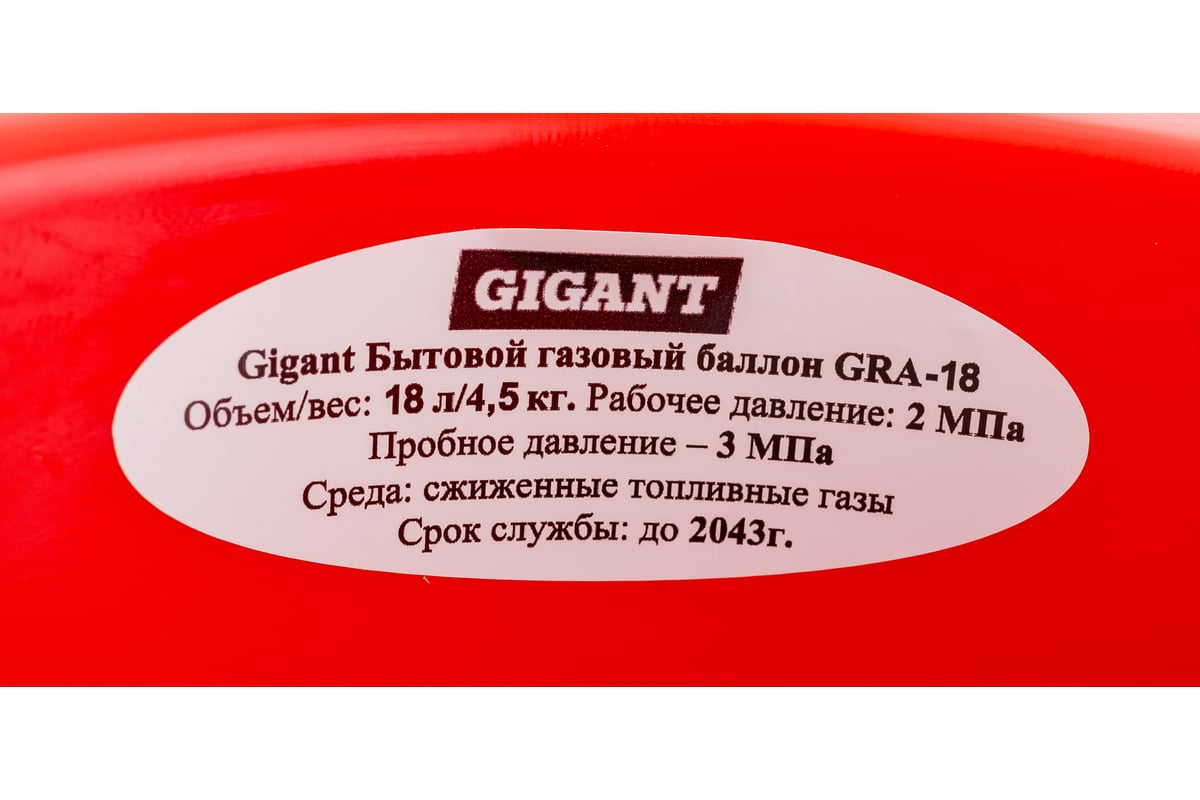 GIGANT
Gigant Бытовой газовый баллон GRA-18
Объем/вес: 18 л/4,5 кг. Рабочее давление: 2 МПа
Пробное давление – 3 МПа
Среда: сжиженные топливные газы
Срок службы: до 2043г.